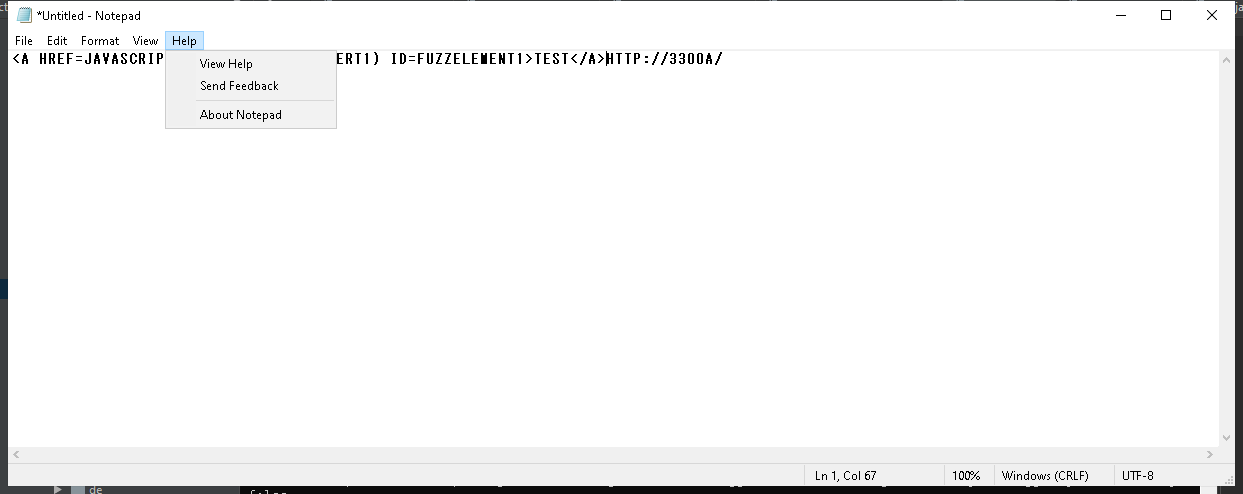 *Untitled - Notepad
File Edit Format View Help
<A HREF=JAVASCRIP ERT1) ID=FUZZELEMENT1>TEST</A>HTTP://3300A/
View Help
Send Feedback
About Notepad
Ln 1, Col 67 100% Windows (CRLF) UTF-8
de